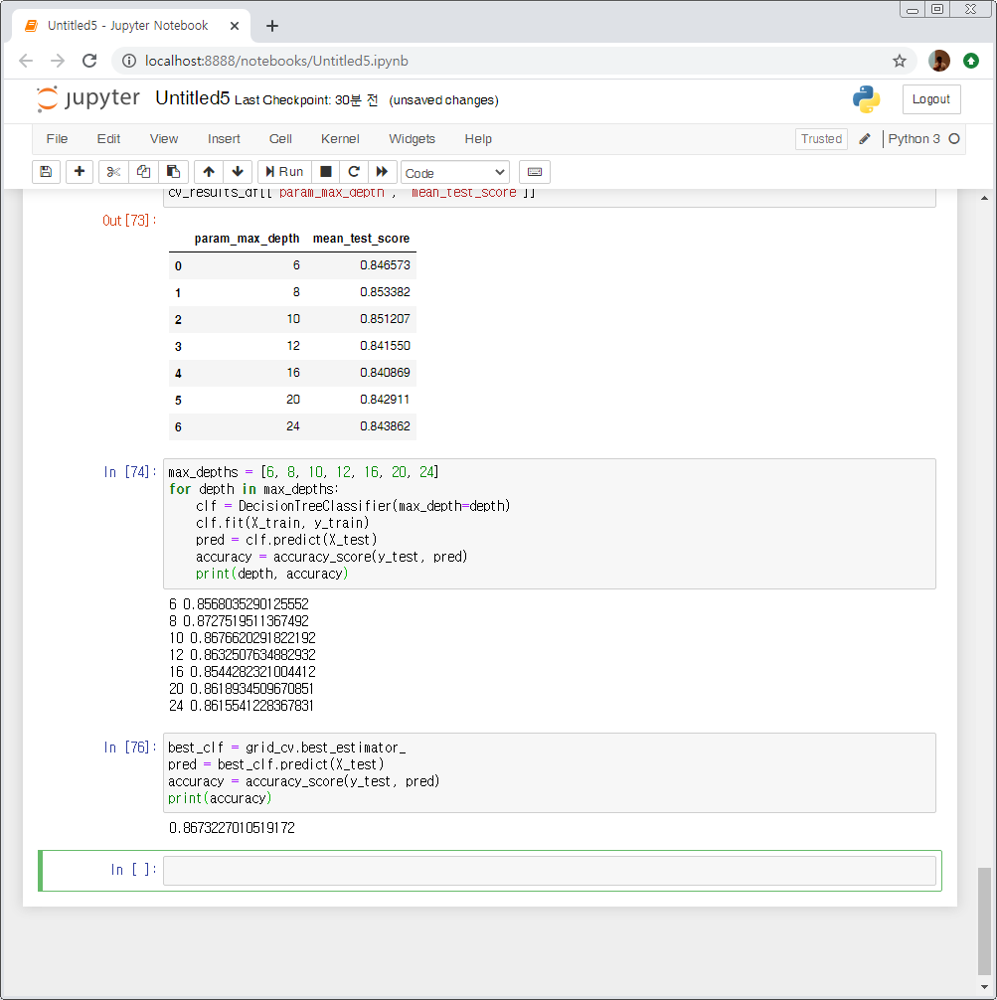 Untitled5 - Jupyter Notebook
localhost:8888/notebooks/Untitled5.ipynb
jupyter Untitled5 Last Checkpoint: 30분 전 (unsaved changes)
Logout
File Edit View Insert Cell Kernel Widgets Help
Trusted Python 3
Run Code
cv_results_df[['param_max_depth', 'mean_test_score']]
Out [73]:
param_max_depth mean_test_score
0 6 0.846573
1 8 0.853382
2 10 0.851207
3 12 0.841550
4 16 0.840869
5 20 0.842911
6 24 0.843862
In [74]: max_depths = [6, 8, 10, 12, 16, 20, 24]
for depth in max_depths:
clf = DecisionTreeClassifier(max_depth=depth)
clf.fit(X_train, y_train)
pred = clf.predict(X_test)
accuracy = accuracy_score(y_test, pred)
print(depth, accuracy)
6 0.8568035290125552
8 0.8727519511367492
10 0.8676620291822192
12 0.8632507634882932
16 0.8544282321004412
20 0.8618934509670851
24 0.8615541228367831
In [76]: best_clf = grid_cv.best_estimator_
pred = best_clf.predict(X_test)
accuracy = accuracy_score(y_test, pred)
print(accuracy)
0.8673227010519172
In [ ]: